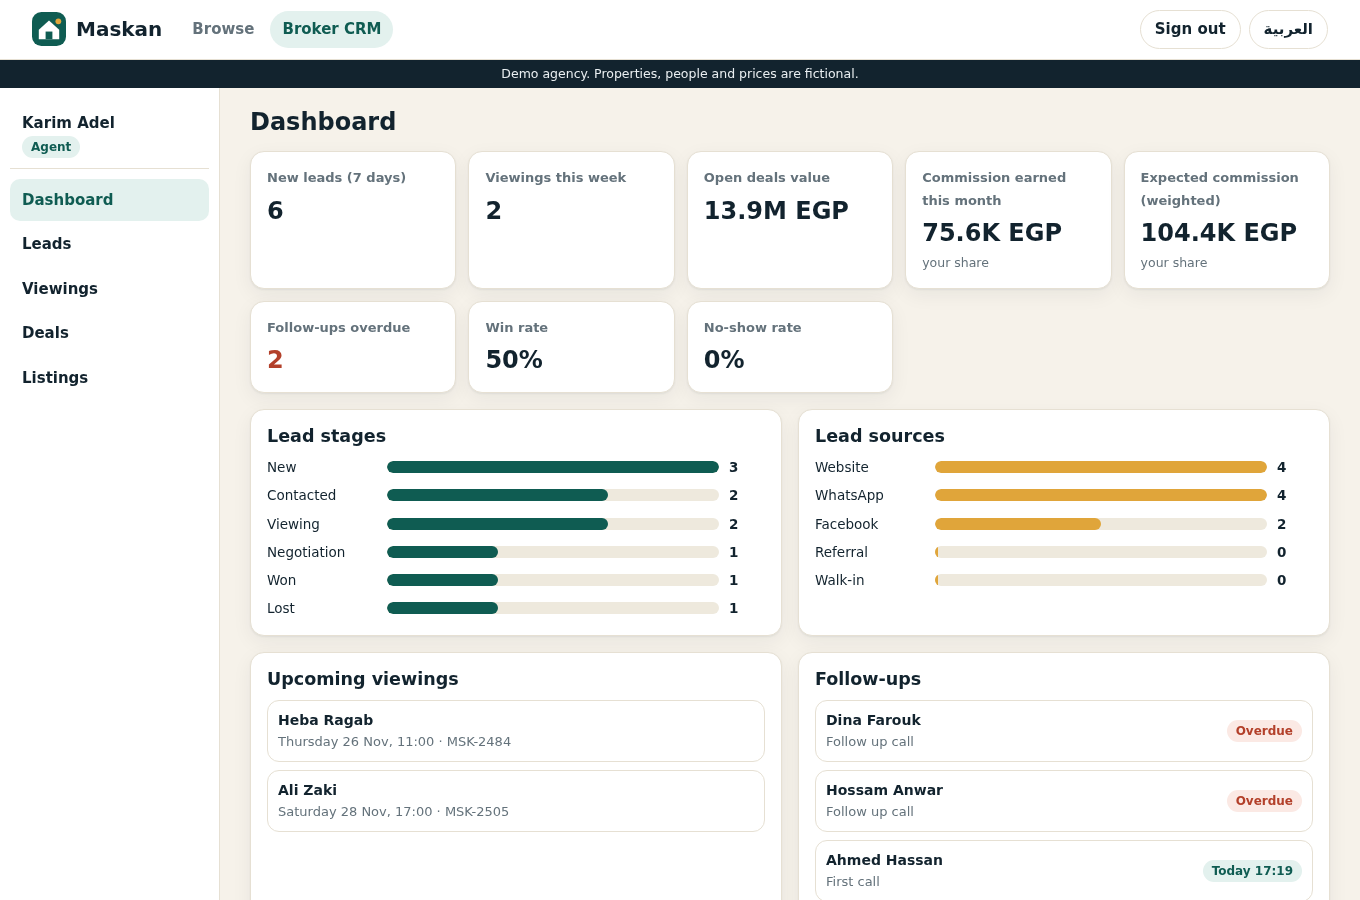 Maskan
Browse
Broker CRM
Sign out
العربية
Demo agency. Properties, people and prices are fictional.
Karim Adel
Agent
Dashboard
Leads
Viewings
Deals
Listings
Dashboard
New leads (7 days)
6
Viewings this week
2
Open deals value
13.9M EGP
Commission earned
this month
75.6K EGP
your share
Expected commission
(weighted)
104.4K EGP
your share
Follow-ups overdue
2
Win rate
50%
No-show rate
0%
Lead stages
New 3
Contacted 2
Viewing 2
Negotiation 1
Won 1
Lost 1
Lead sources
Website 4
WhatsApp 4
Facebook 2
Referral 0
Walk-in 0
Upcoming viewings
Heba Ragab
Thursday 26 Nov, 11:00 · MSK-2484
Ali Zaki
Saturday 28 Nov, 17:00 · MSK-2505
Follow-ups
Dina Farouk
Follow up call
Overdue
Hossam Anwar
Follow up call
Overdue
Ahmed Hassan
First call
Today 17:19